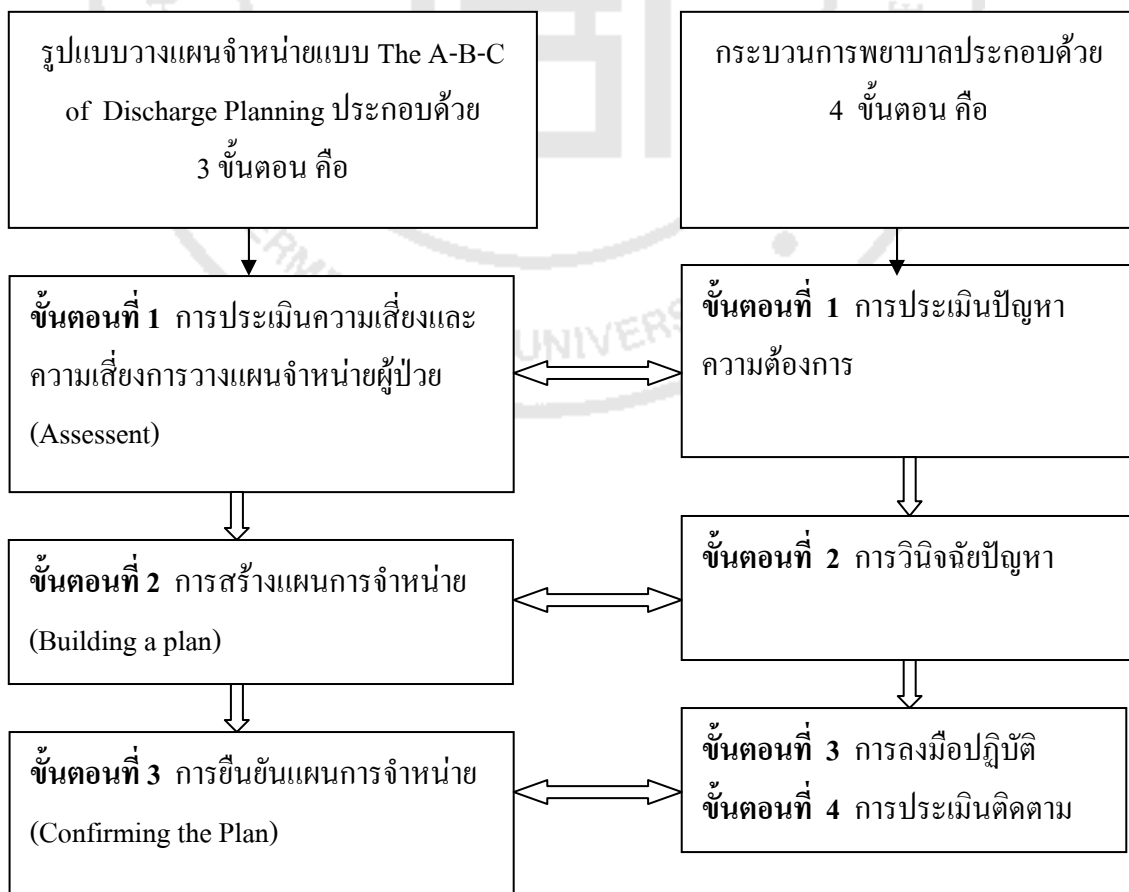 รูปแบบวางแผนจำหน่ายแบบ The A-B-C
of Discharge Planning ประกอบด้วย
3 ขั้นตอน คือ
กระบวนการพยาบาลประกอบด้วย
4 ขั้นตอน คือ
ขั้นตอนที่ 1 การประเมินความเสี่ยงและ
ความเสี่ยงการวางแผนจำหน่ายผู้ป่วย
(Assessent)
ขั้นตอนที่ 1 การประเมินปัญหา
ความต้องการ
UNIVERS
ขั้นตอนที่ 2 การสร้างแผนการจำหน่าย
(Building a plan)
ขั้นตอนที่ 2 การวินิจฉัยปัญหา
ขั้นตอนที่ 3 การยืนยันแผนการจำหน่าย
(Confirming the Plan)
ขั้นตอนที่ 3 การลงมือปฏิบัติ
ขั้นตอนที่ 4 การประเมินติดตาม